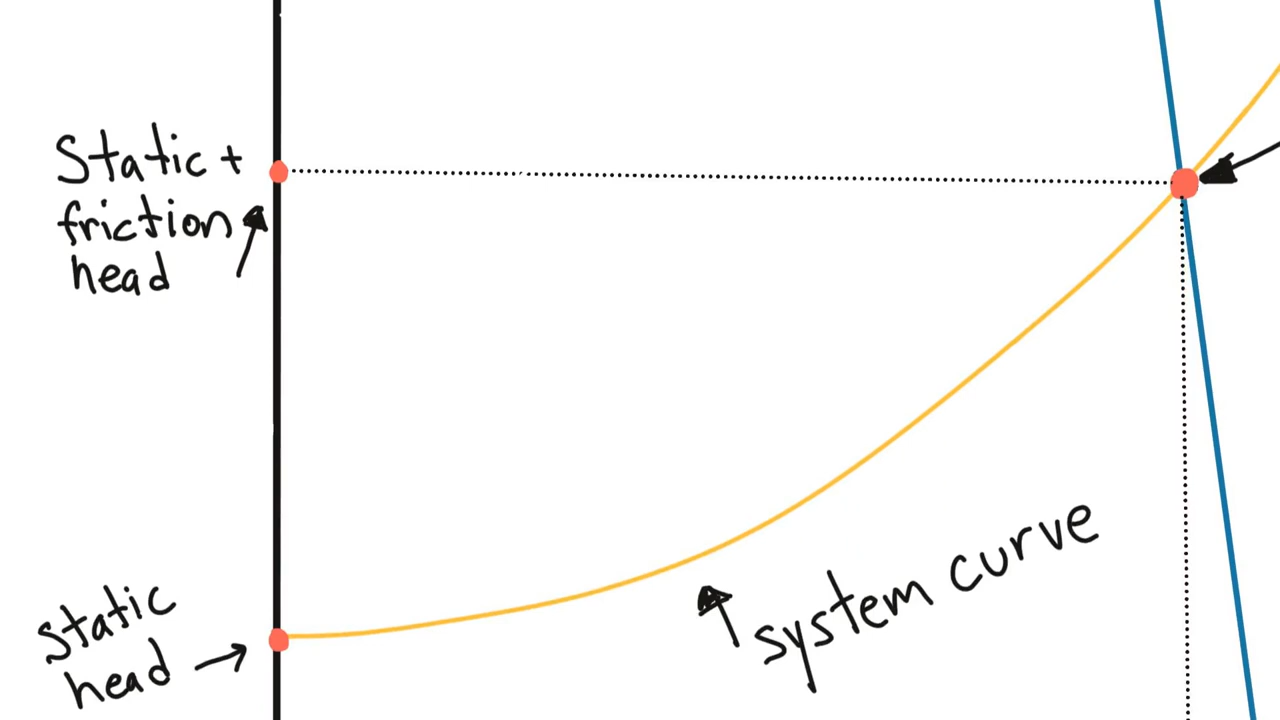 Static +
friction
head
static
head
system curve